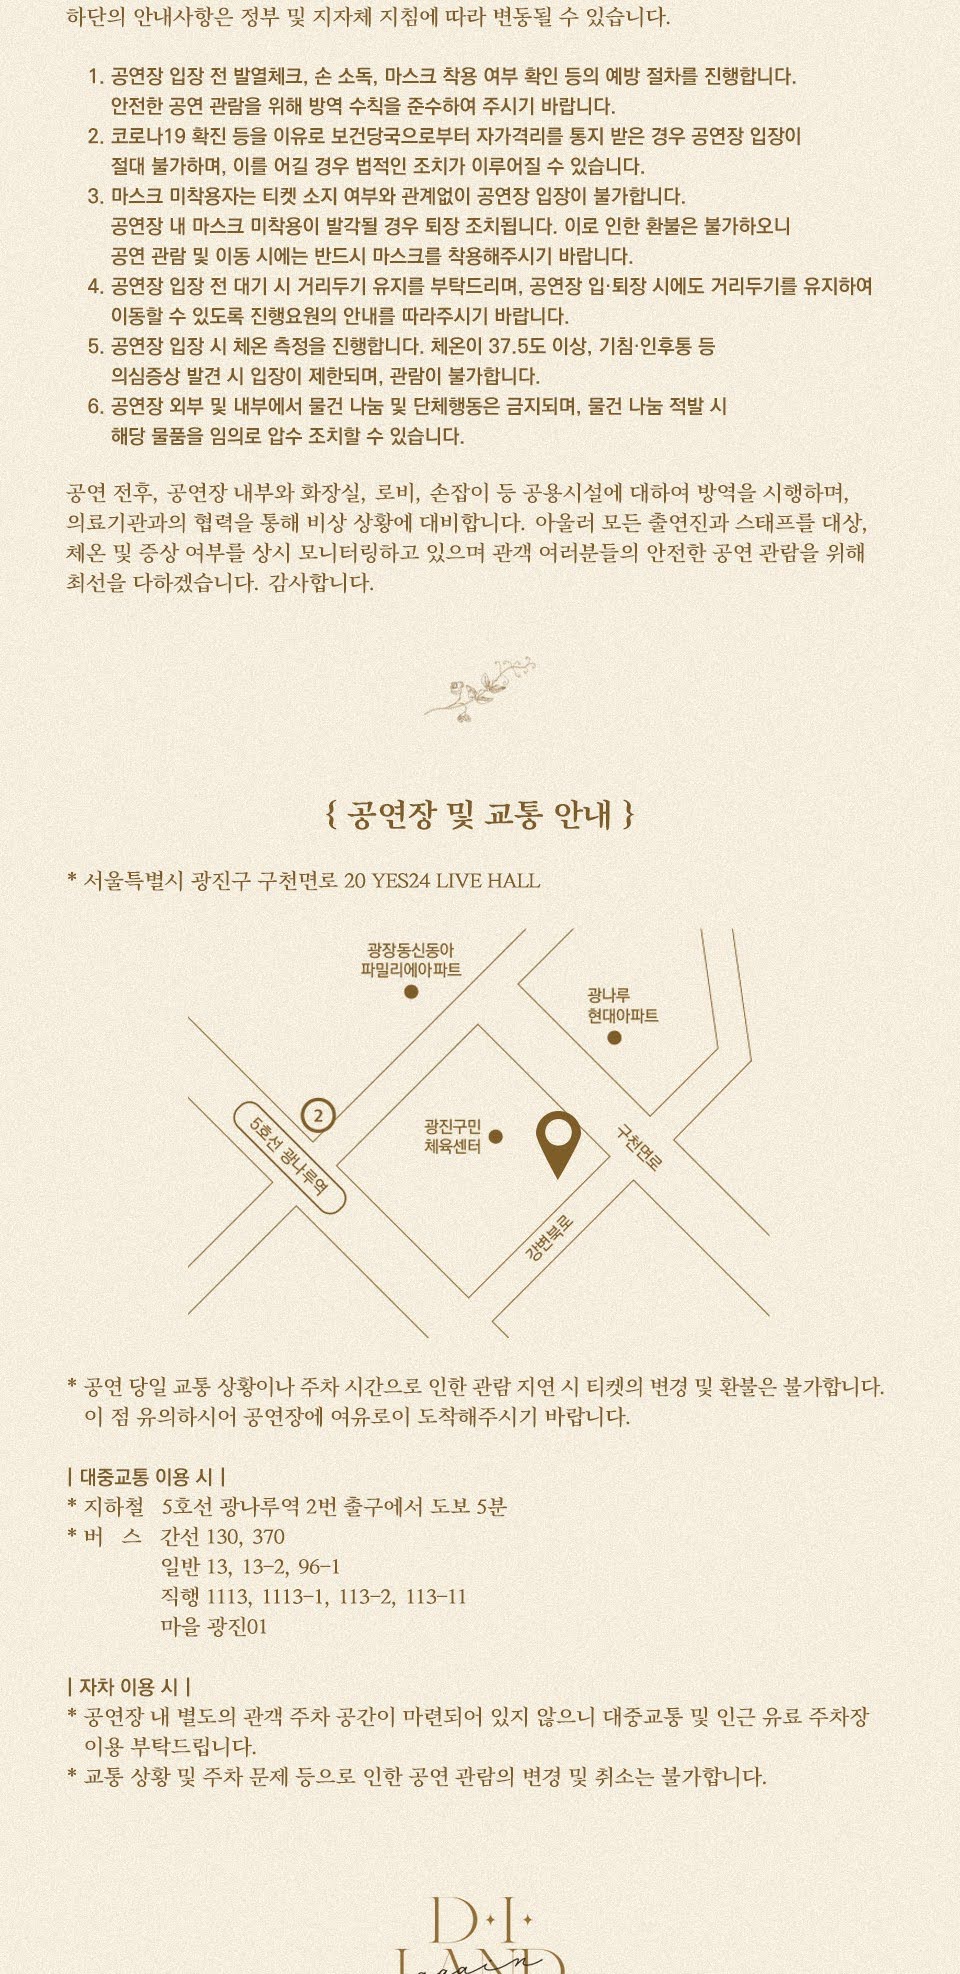 하단의 안내사항은 정부 및 지자체 지침에 따라 변동될 수 있습니다.
1. 공연장 입장 전 발열체크, 손 소독, 마스크 착용 여부 확인 등의 예방 절차를 진행합니다.
안전한 공연 관람을 위해 방역 수칙을 준수하여 주시기 바랍니다.
2. 코로나19 확진 등을 이유로 보건당국으로부터 자가격리를 통지 받은 경우 공연장 입장이
절대 불가하며, 이를 어길 경우 법적인 조치가 이루어질 수 있습니다.
3. 마스크 미착용자는 티켓 소지 여부와 관계없이 공연장 입장이 불가합니다.
공연장 내 마스크 미착용이 발각될 경우 퇴장 조치됩니다. 이로 인한 환불은 불가하오니
공연 관람 및 이동 시에는 반드시 마스크를 착용해주시기 바랍니다.
4. 공연장 입장 전 대기 시 거리두기 유지를 부탁드리며, 공연장 입·퇴장 시에도 거리두기를 유지하여
이동할 수 있도록 진행요원의 안내를 따라주시기 바랍니다.
5. 공연장 입장 시 체온 측정을 진행합니다. 체온이 37.5도 이상, 기침·인후통 등
의심증상 발견 시 입장이 제한되며, 관람이 불가합니다.
6. 공연장 외부 및 내부에서 물건 나눔 및 단체행동은 금지되며, 물건 나눔 적발 시
해당 물품을 임의로 압수 조치할 수 있습니다.
공연 전후, 공연장 내부와 화장실, 로비, 손잡이 등 공용시설에 대하여 방역을 시행하며,
의료기관과의 협력을 통해 비상 상황에 대비합니다. 아울러 모든 출연진과 스태프를 대상,
체온 및 증상 여부를 상시 모니터링하고 있으며 관객 여러분들의 안전한 공연 관람을 위해
최선을 다하겠습니다. 감사합니다.
{ 공연장 및 교통 안내 }
* 서울특별시 광진구 구천면로 20 YES24 LIVE HALL
광장동신동아
파밀리에아파트
광나루
현대아파트
2
5호선 광나루역
광진구민
체육센터
구천면로
강변북로
* 공연 당일 교통 상황이나 주차 시간으로 인한 관람 지연 시 티켓의 변경 및 환불은 불가합니다.
이 점 유의하시어 공연장에 여유로이 도착해주시기 바랍니다.
| 대중교통 이용 시 |
* 지하철 5호선 광나루역 2번 출구에서 도보 5분
* 버 스 간선 130, 370
일반 13, 13-2, 96-1
직행 1113, 1113-1, 113-2, 113-11
마을 광진01
| 자차 이용 시 |
* 공연장 내 별도의 관객 주차 공간이 마련되어 있지 않으니 대중교통 및 인근 유료 주차장
이용 부탁드립니다.
* 교통 상황 및 주차 문제 등으로 인한 공연 관람의 변경 및 취소는 불가합니다.
D·I·
LAND
again